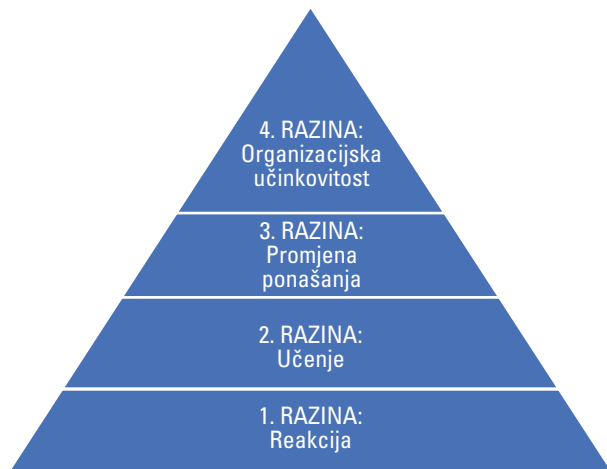 4. RAZINA:
Organizacijska
učinkovitost
3. RAZINA:
Promjena
ponašanja
2. RAZINA:
Učenje
1. RAZINA:
Reakcija